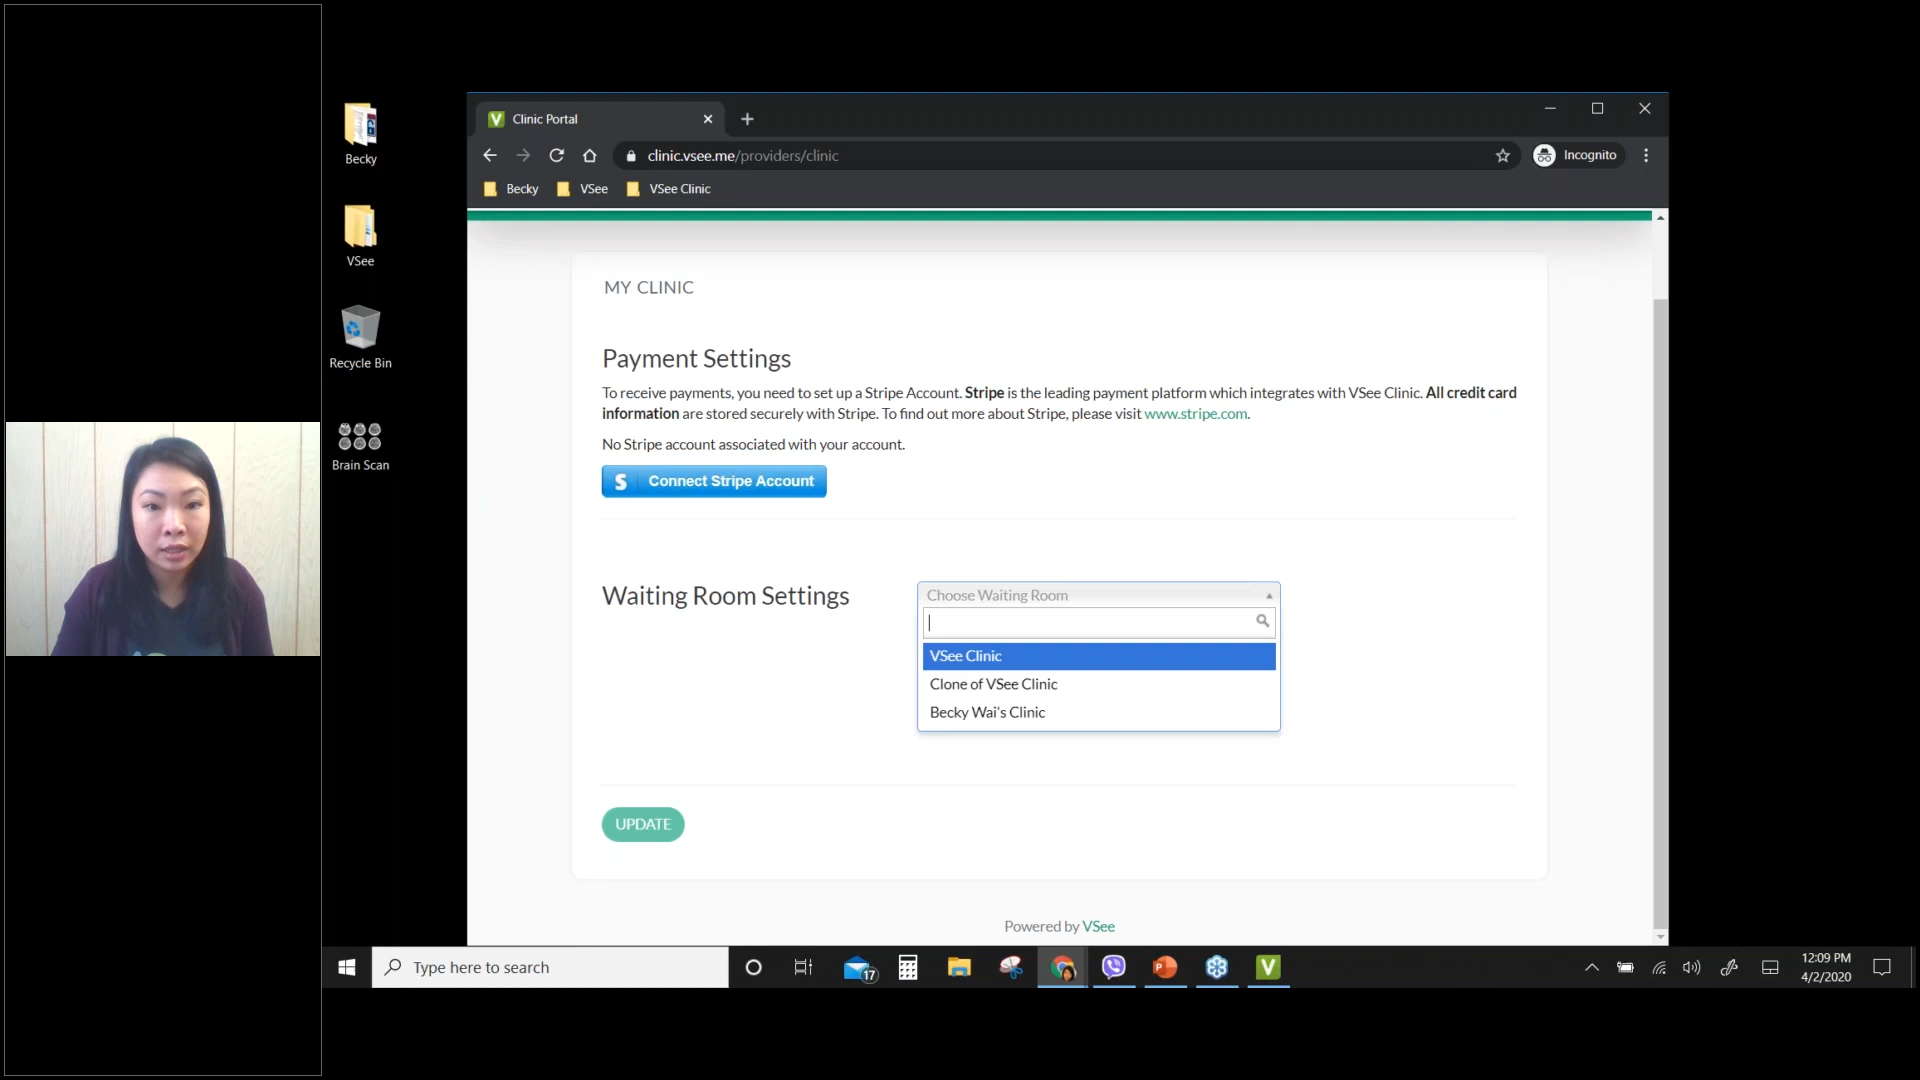 Becky
VSee
Recycle Bin
Brain Scan
Clinic Portal
clinic.vsee.me/providers/clinic
Incognito
Becky
VSee
VSee Clinic
MY CLINIC
Payment Settings
To receive payments, you need to set up a Stripe Account. Stripe is the leading payment platform which integrates with VSee Clinic. All credit card
information are stored securely with Stripe. To find out more about Stripe, please visit www.stripe.com.
No Stripe account associated with your account.
S Connect Stripe Account
Waiting Room Settings
Choose Waiting Room
VSee Clinic
Clone of VSee Clinic
Becky Wai's Clinic
UPDATE
Powered by VSee
Type here to search
17
12:09 PM
4/2/2020